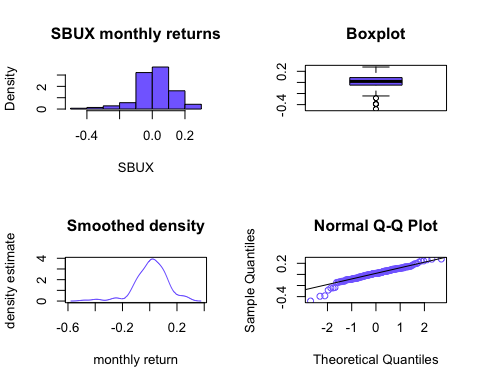 SBUX monthly returns
Density
0 2
-0.4 0.0 0.2
SBUX
Boxplot
-0.4 0.2
Smoothed density
density estimate
0 2 4
-0.6 -0.2 0.2
monthly return
Normal Q-Q Plot
Sample Quantiles
-0.4 0.2
-2 -1 0 1 2
Theoretical Quantiles